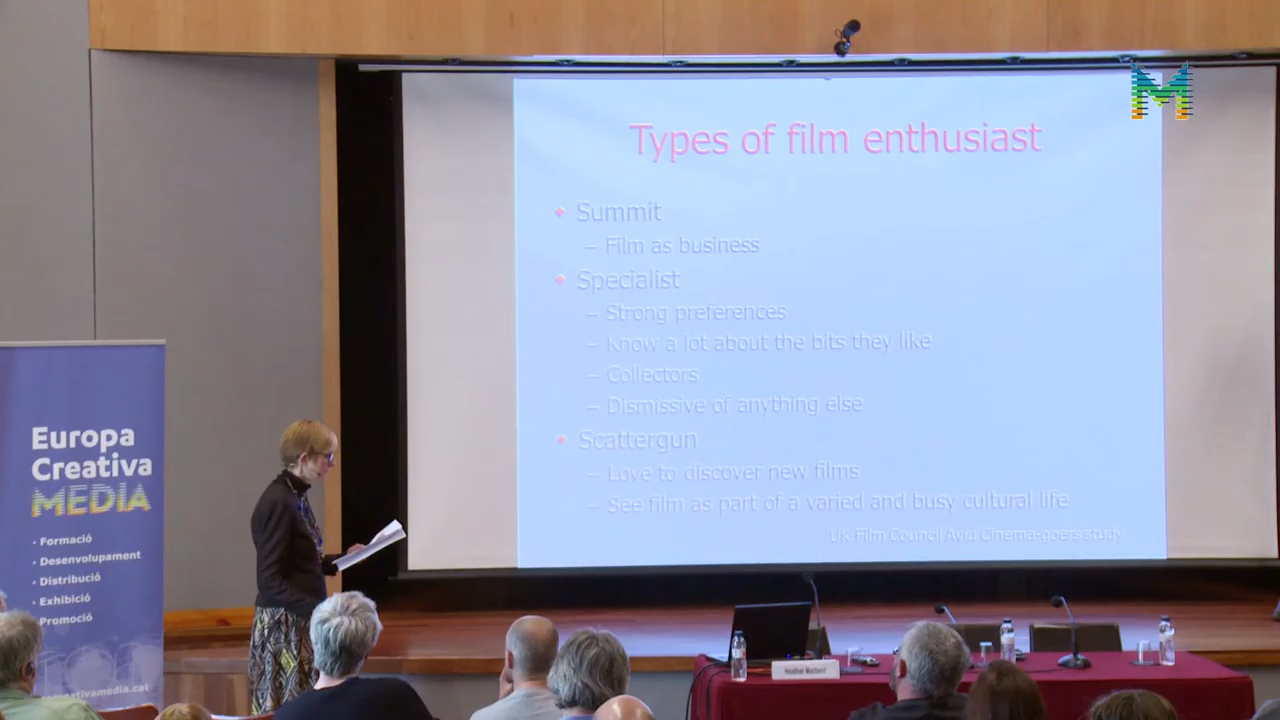 Types of film enthusiast
Summit
– Film as business
Specialist
– Strong preferences
– Know a lot about the bits they like
– Collectors
– Dismissive of anything else
Scattergun
– Love to discover new films
– See film as part of a varied and busy cultural life
UK Film Council Avid Cinema-goers study
Europa
Creativa
MEDIA
· Formació
· Desenvolupament
· Distribució
· Exhibició
· Promoció
creativamedia.cat
Heather Maitland
M